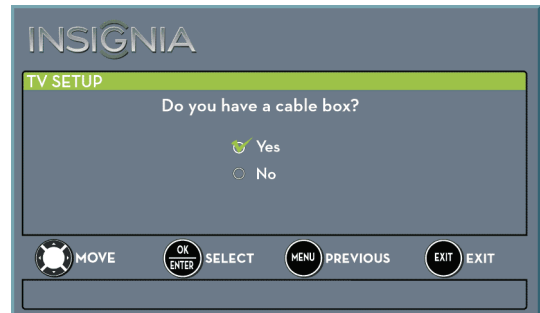 INSIGNIA
TV SETUP
Do you have a cable box?
Yes
No
MOVE OK ENTER SELECT MENU PREVIOUS EXIT EXIT